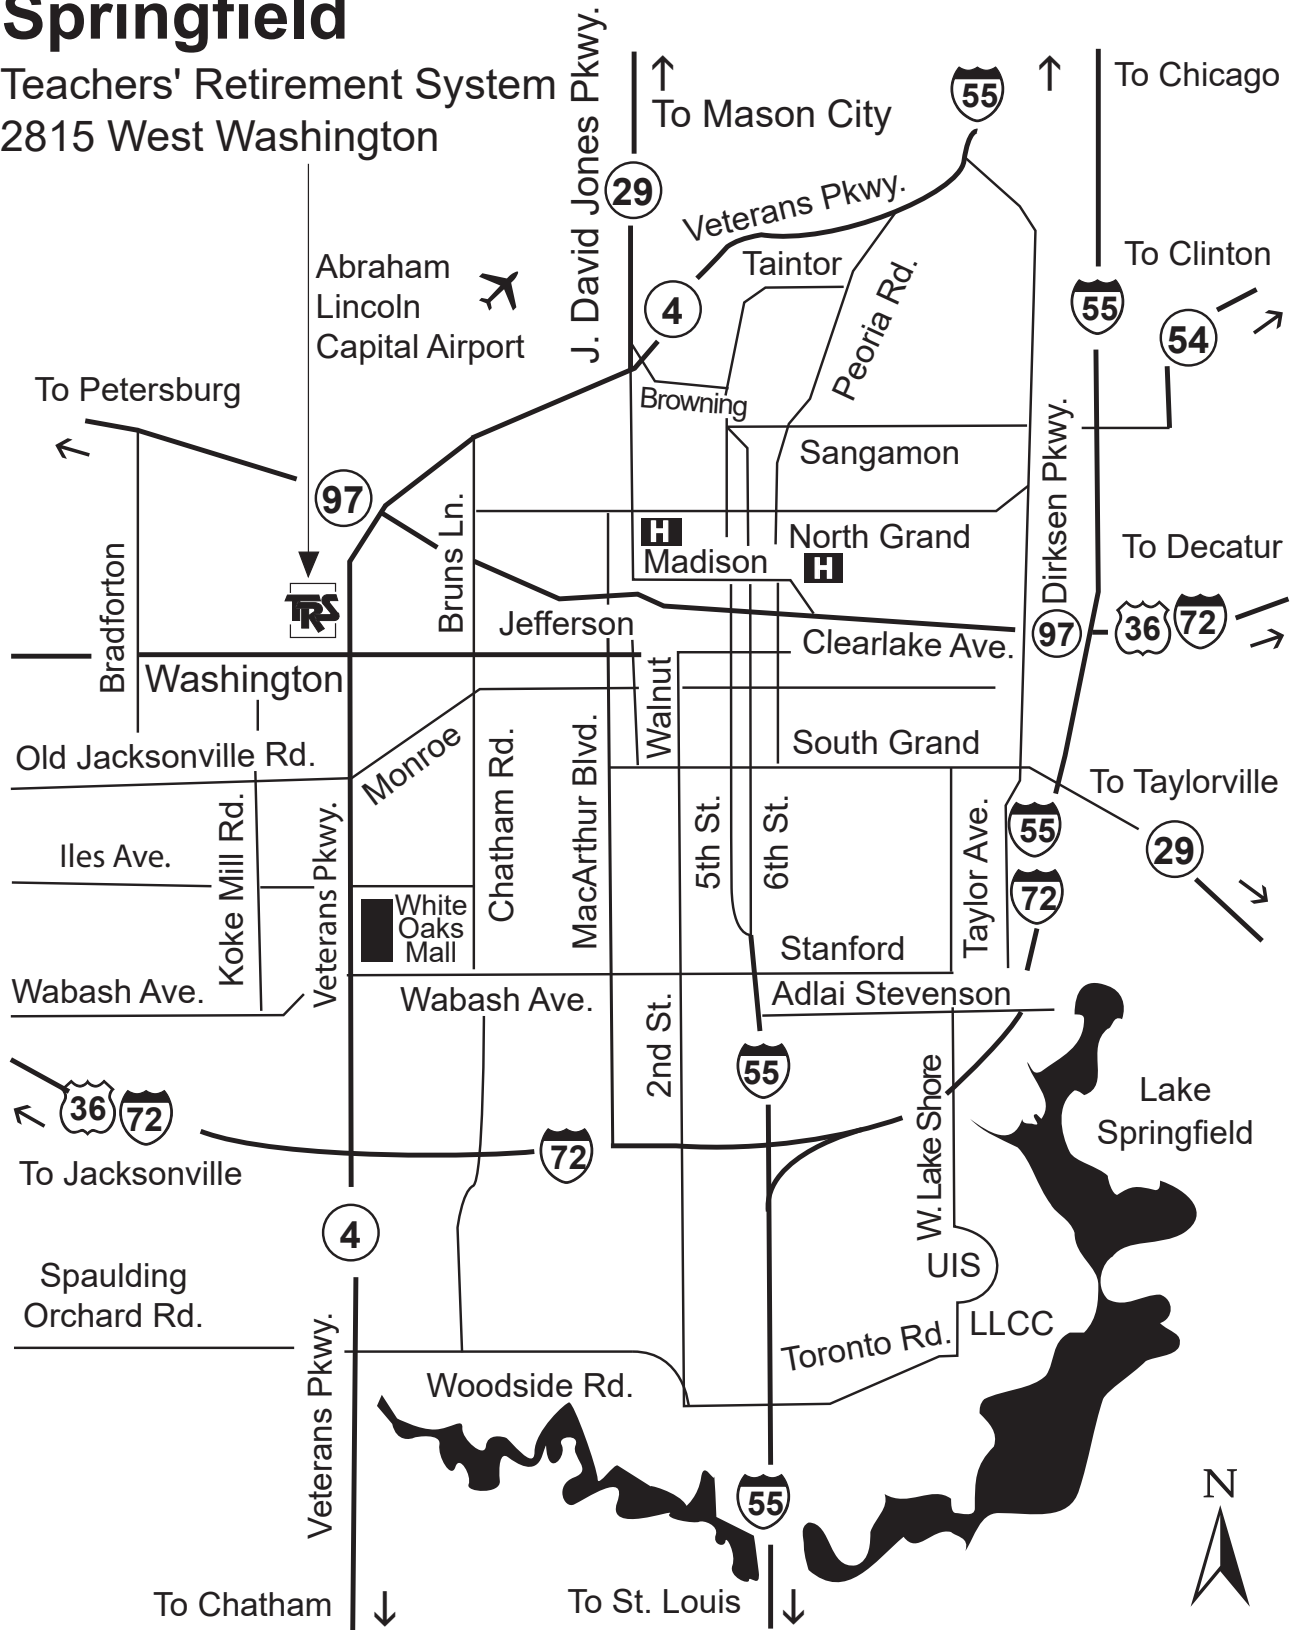 Springfield
Teachers' Retirement System
2815 West Washington
J. David Jones Pkwy.
To Mason City
55
To Chicago
29
Veterans Pkwy.
Taintor
To Clinton
Abraham
Lincoln
Capital Airport
4
Peoria Rd.
55
54
To Petersburg
Browning
Sangamon
Dirksen Pkwy.
97
Bruns Ln.
H
North Grand
Madison
H
To Decatur
Bradforton
TRS
Jefferson
Clearlake Ave.
97
36
72
Washington
Walnut
Old Jacksonville Rd.
Monroe
Chatham Rd.
MacArthur Blvd.
South Grand
To Taylorville
Koke Mill Rd.
Veterans Pkwy.
5th St.
6th St.
Taylor Ave.
55
29
Iles Ave.
72
White
Oaks
Mall
Stanford
Wabash Ave.
Wabash Ave.
2nd St.
Adlai Stevenson
55
W. Lake Shore
Lake
Springfield
36
72
72
To Jacksonville
4
UIS
Spaulding
Orchard Rd.
LLCC
Toronto Rd.
Veterans Pkwy.
Woodside Rd.
55
N
To Chatham
To St. Louis